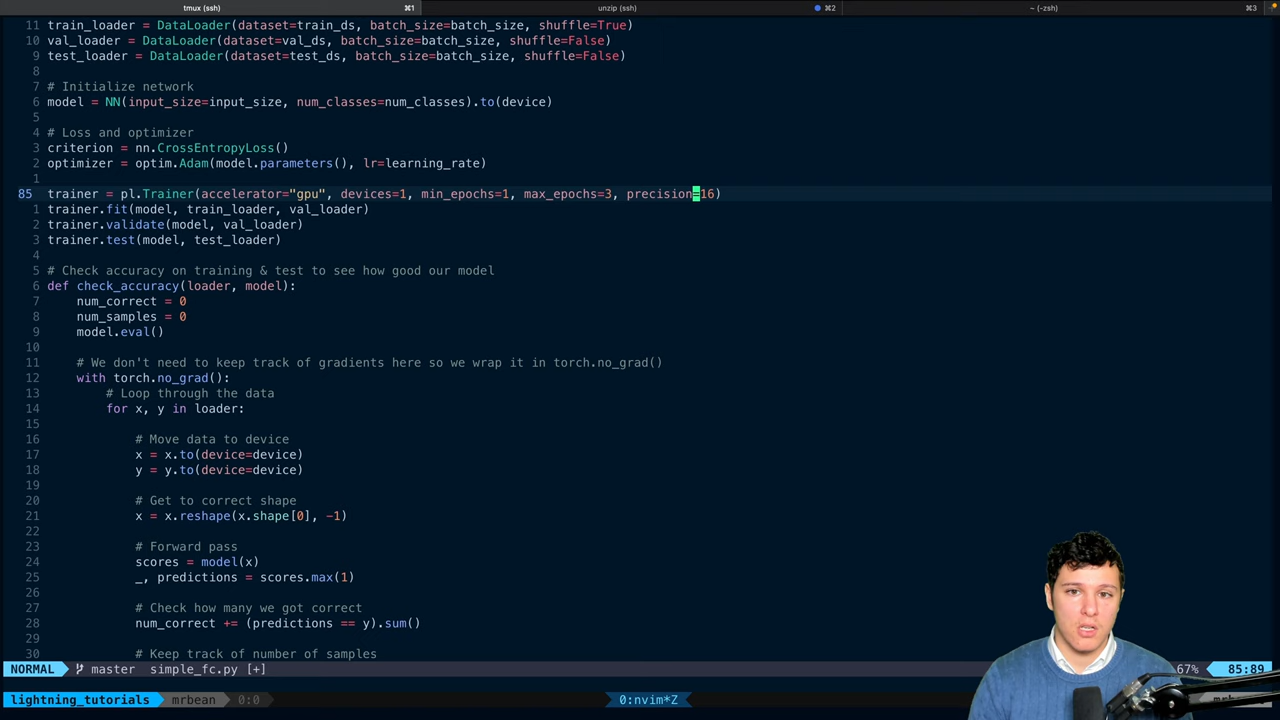 tmux (ssh) ⌘1 unzip (ssh) ⌘2 ~ (-zsh) ⌘3
11 train_loader = DataLoader(dataset=train_ds, batch_size=batch_size, shuffle=True)
10 val_loader = DataLoader(dataset=val_ds, batch_size=batch_size, shuffle=False)
9 test_loader = DataLoader(dataset=test_ds, batch_size=batch_size, shuffle=False)
8
7 # Initialize network
6 model = NN(input_size=input_size, num_classes=num_classes).to(device)
5
4 # Loss and optimizer
3 criterion = nn.CrossEntropyLoss()
2 optimizer = optim.Adam(model.parameters(), lr=learning_rate)
1
85 trainer = pl.Trainer(accelerator="gpu", devices=1, min_epochs=1, max_epochs=3, precision=16)
1 trainer.fit(model, train_loader, val_loader)
2 trainer.validate(model, val_loader)
3 trainer.test(model, test_loader)
4
5 # Check accuracy on training & test to see how good our model
6 def check_accuracy(loader, model):
7 num_correct = 0
8 num_samples = 0
9 model.eval()
10
11 # We don't need to keep track of gradients here so we wrap it in torch.no_grad()
12 with torch.no_grad():
13 # Loop through the data
14 for x, y in loader:
15
16 # Move data to device
17 x = x.to(device=device)
18 y = y.to(device=device)
19
20 # Get to correct shape
21 x = x.reshape(x.shape[0], -1)
22
23 # Forward pass
24 scores = model(x)
25 _, predictions = scores.max(1)
26
27 # Check how many we got correct
28 num_correct += (predictions == y).sum()
29
30 # Keep track of number of samples
NORMAL master simple_fc.py [+] 67% 85:89
lightning_tutorials mrbean 0:0 0:nvim*Z